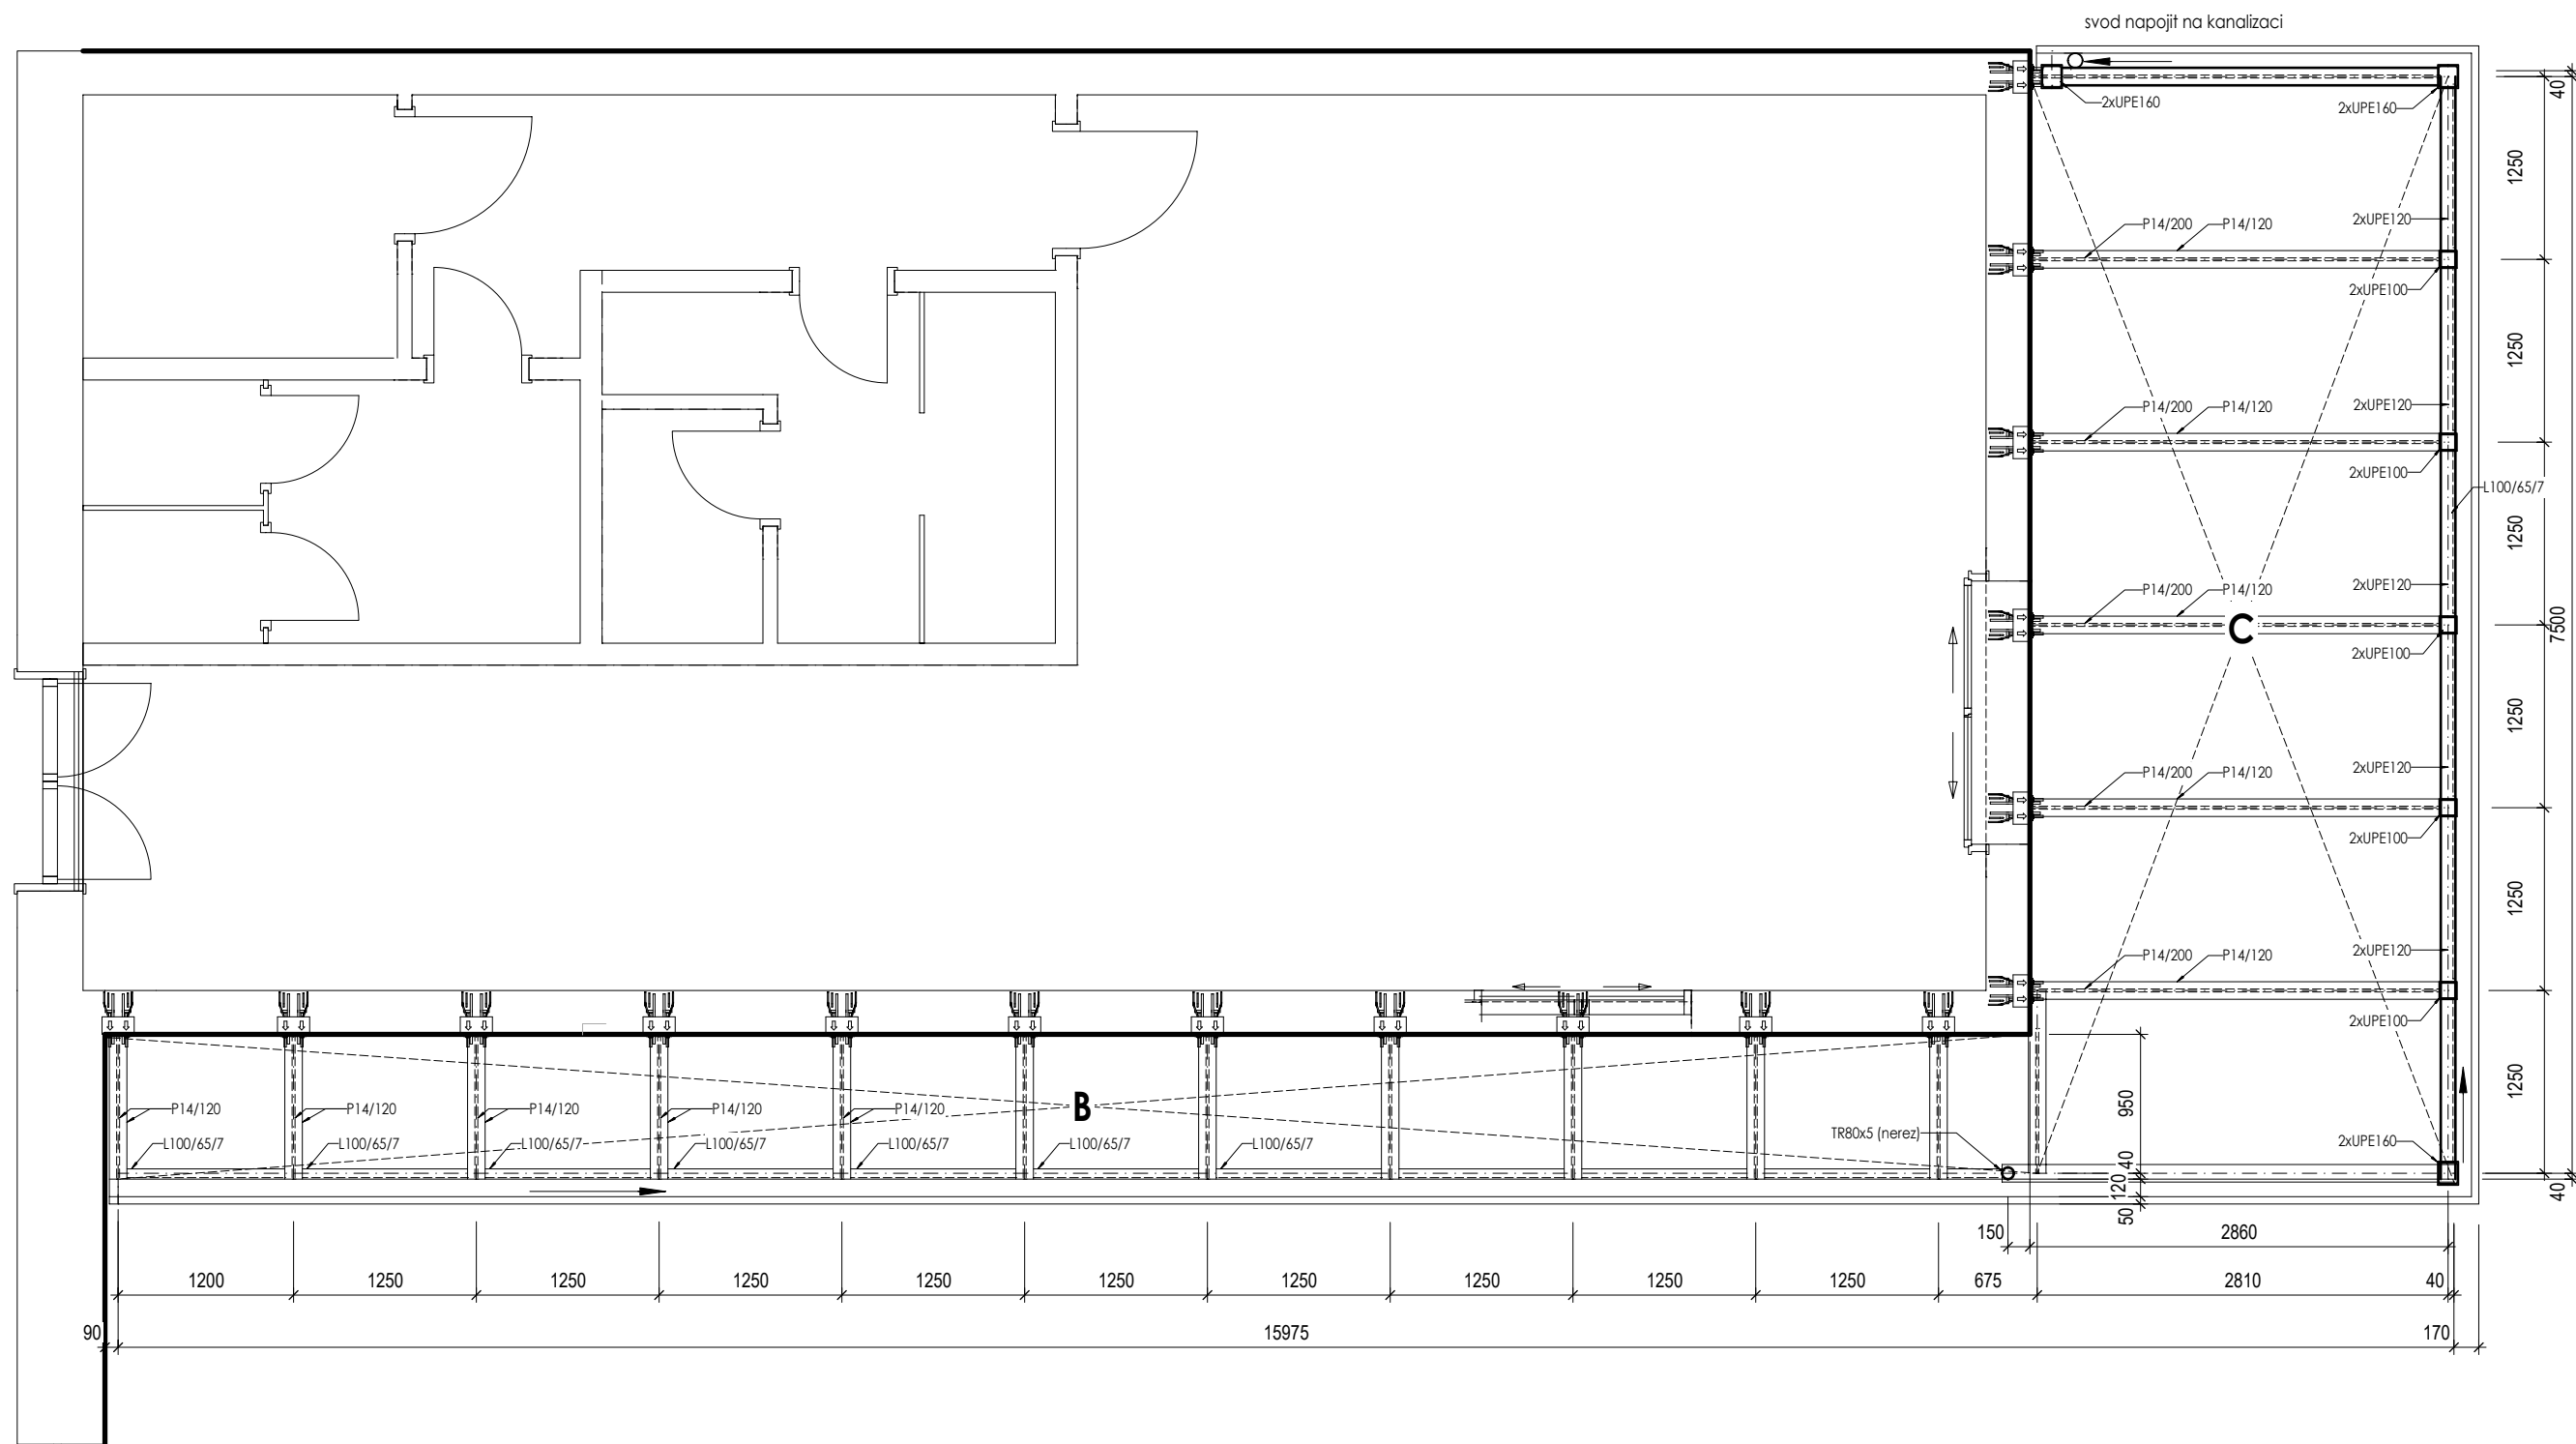 svod napojit na kanalizaci
2xUPE160
2xUPE160
40
1250
2xUPE120
P14/200
P14/120
2xUPE100
1250
2xUPE120
P14/200
P14/120
2xUPE100
L100/65/7
1250
2xUPE120
P14/200
P14/120
C
7500
2xUPE100
1250
2xUPE120
P14/200
P14/120
2xUPE100
1250
2xUPE120
P14/200
P14/120
2xUPE100
1250
950
B
P14/120
P14/120
P14/120
P14/120
P14/120
TR80x5 (nerez)
2xUPE160
L100/65/7
L100/65/7
L100/65/7
L100/65/7
L100/65/7
L100/65/7
L100/65/7
40
120
50
40
150
2860
1200
1250
1250
1250
1250
1250
1250
1250
1250
1250
675
2810
40
90
15975
170